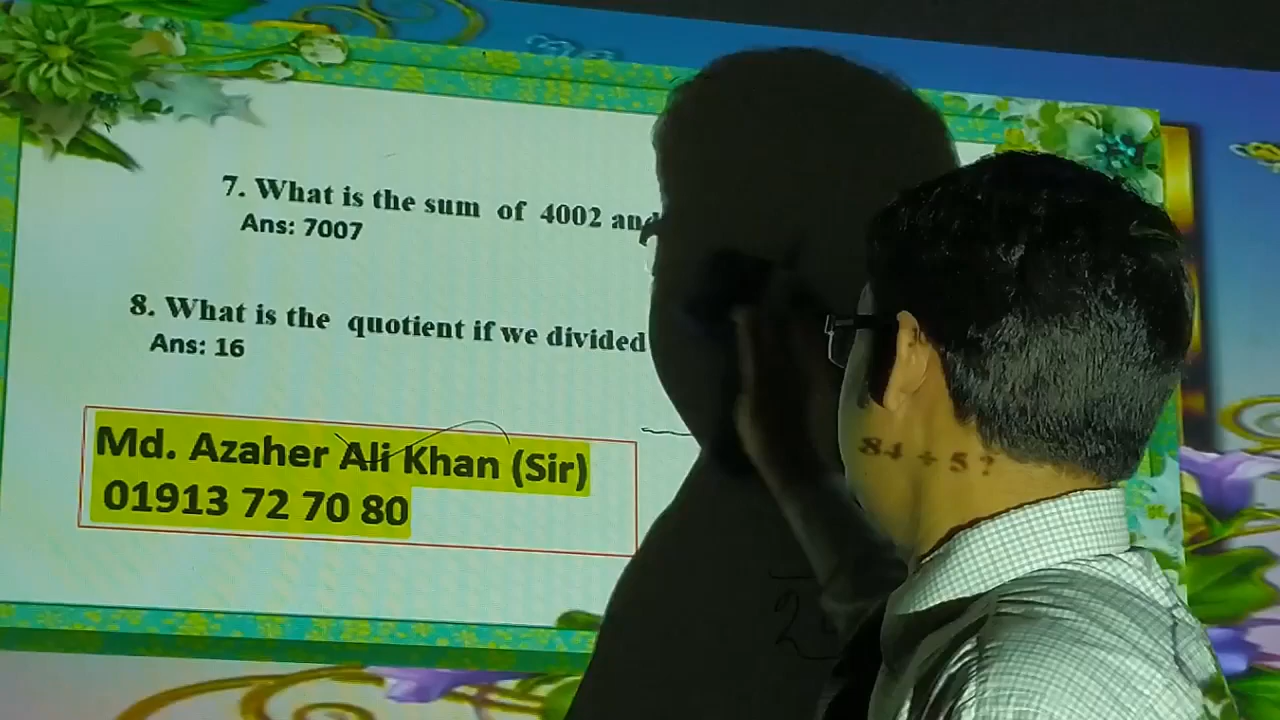 7. What is the sum of 4002 and
Ans: 7007
8. What is the quotient if we divided
84 ÷ 5?
Ans: 16
Md. Azaher Ali Khan (Sir)
01913 72 70 80
2